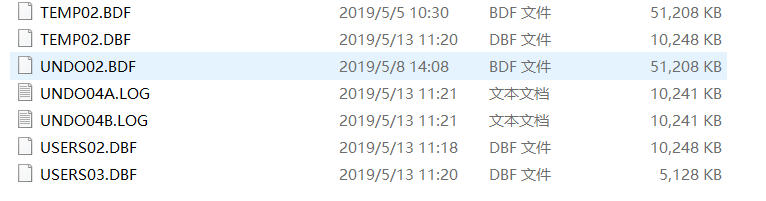 TEMP02.BDF 2019/5/5 10:30 BDF 文件 51,208 KB
TEMP02.DBF 2019/5/13 11:20 DBF 文件 10,248 KB
UNDO02.BDF 2019/5/8 14:08 BDF 文件 51,208 KB
UNDO04A.LOG 2019/5/13 11:21 文本文档 10,241 KB
UNDO04B.LOG 2019/5/13 11:21 文本文档 10,241 KB
USERS02.DBF 2019/5/13 11:18 DBF 文件 10,248 KB
USERS03.DBF 2019/5/13 11:20 DBF 文件 5,128 KB